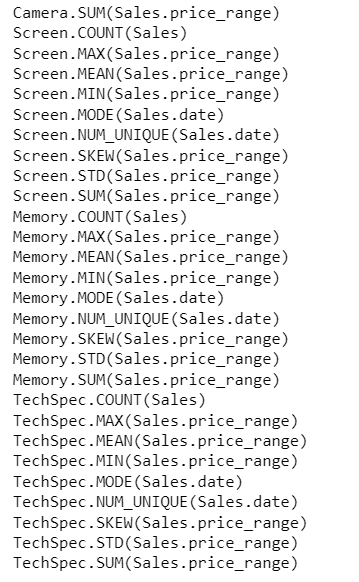 Camera.SUM(Sales.price_range)
Screen.COUNT(Sales)
Screen.MAX(Sales.price_range)
Screen.MEAN(Sales.price_range)
Screen.MIN(Sales.price_range)
Screen.MODE(Sales.date)
Screen.NUM_UNIQUE(Sales.date)
Screen.SKEW(Sales.price_range)
Screen.STD(Sales.price_range)
Screen.SUM(Sales.price_range)
Memory.COUNT(Sales)
Memory.MAX(Sales.price_range)
Memory.MEAN(Sales.price_range)
Memory.MIN(Sales.price_range)
Memory.MODE(Sales.date)
Memory.NUM_UNIQUE(Sales.date)
Memory.SKEW(Sales.price_range)
Memory.STD(Sales.price_range)
Memory.SUM(Sales.price_range)
TechSpec.COUNT(Sales)
TechSpec.MAX(Sales.price_range)
TechSpec.MEAN(Sales.price_range)
TechSpec.MIN(Sales.price_range)
TechSpec.MODE(Sales.date)
TechSpec.NUM_UNIQUE(Sales.date)
TechSpec.SKEW(Sales.price_range)
TechSpec.STD(Sales.price_range)
TechSpec.SUM(Sales.price_range)